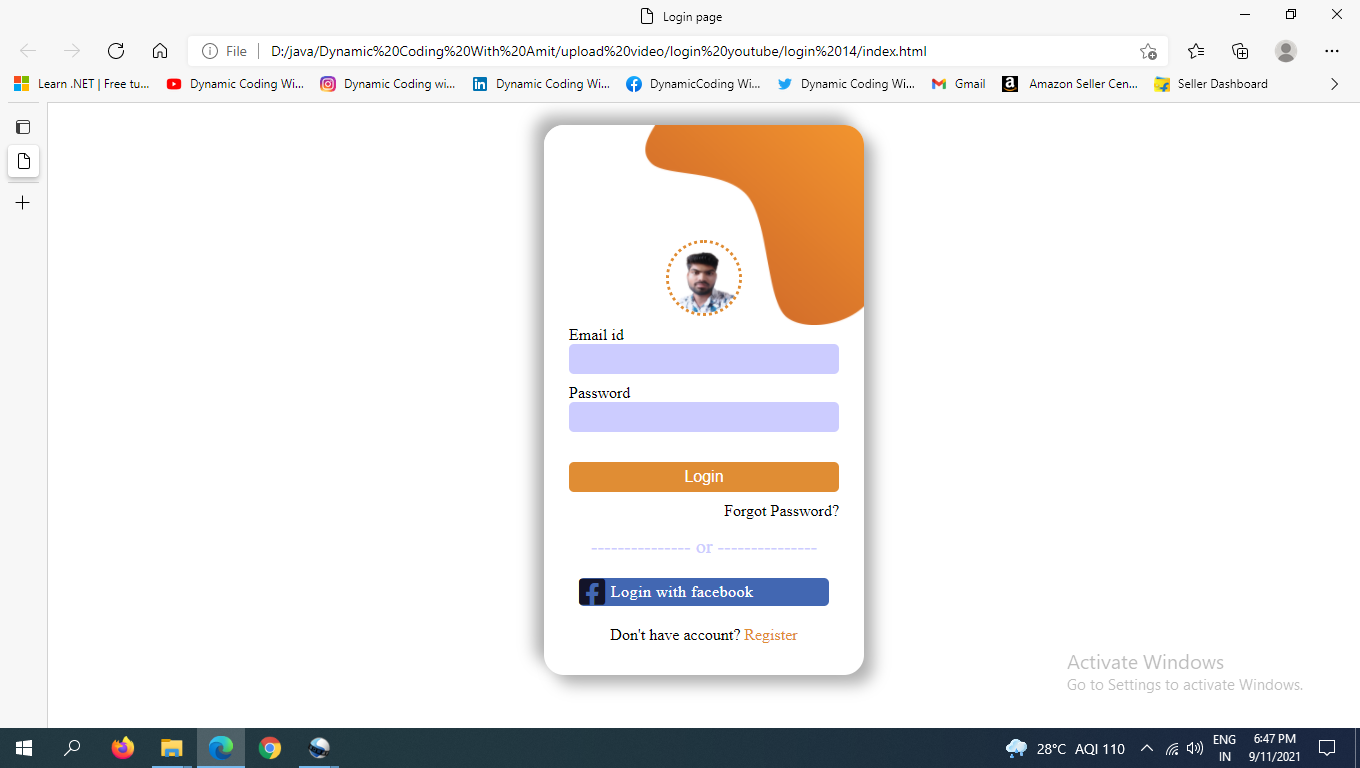 Login page
File
D:/java/Dynamic%20Coding%20With%20Amit/upload%20video/login%20youtube/login%2014/index.html
Learn .NET | Free tu... Dynamic Coding Wi... Dynamic Coding wi... Dynamic Coding Wi... DynamicCoding Wi... Dynamic Coding Wi... Gmail Amazon Seller Cen... Seller Dashboard
Email id
Password
Login
Forgot Password?
--------------- or ---------------
Login with facebook
Don't have account? Register
Activate Windows
Go to Settings to activate Windows.
28°C AQI 110
ENG
IN
6:47 PM
9/11/2021